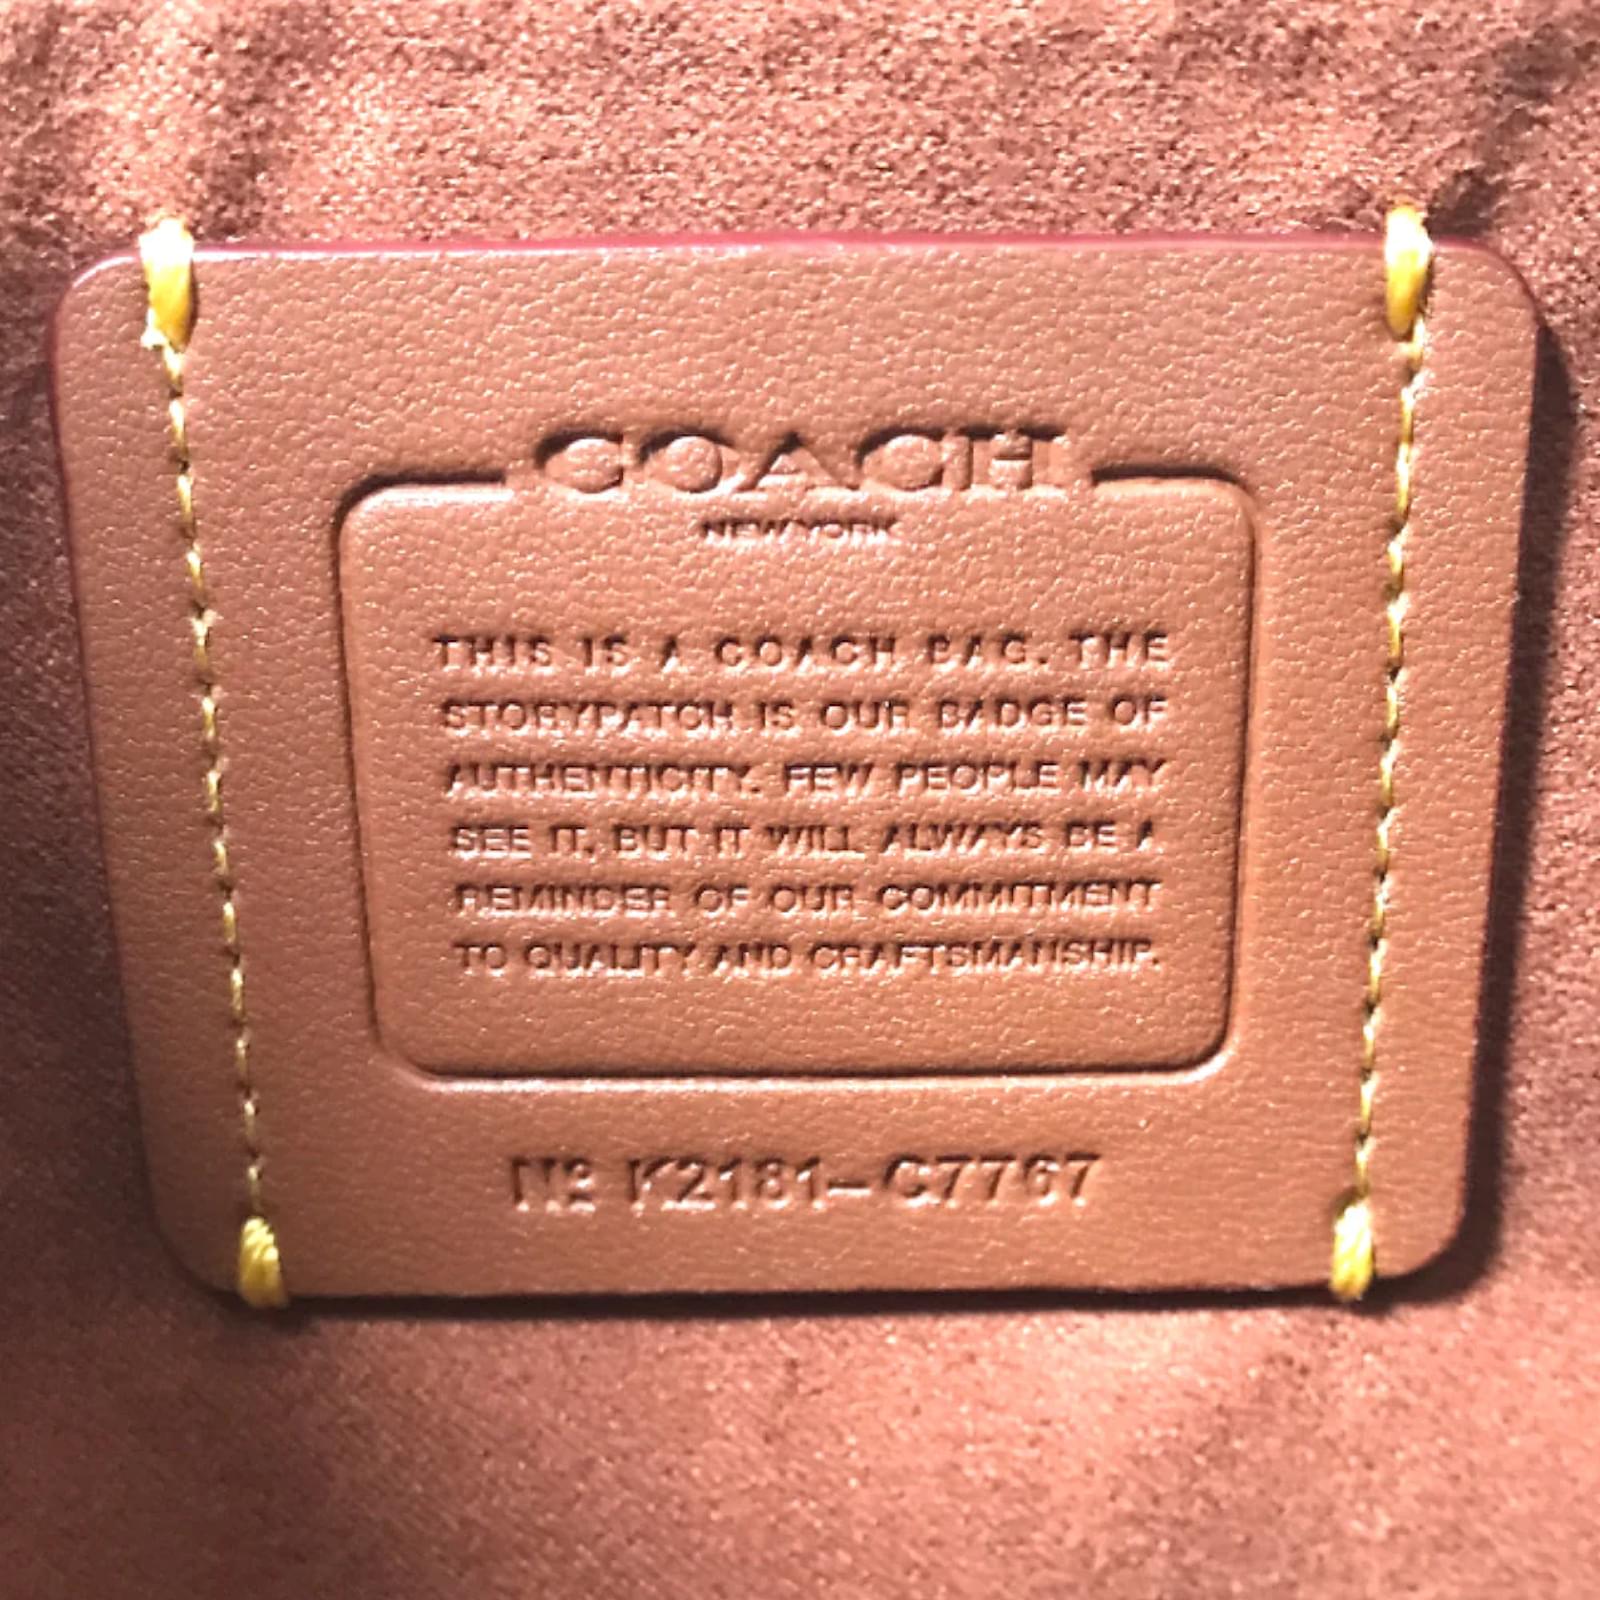 COACH
NEW YORK
THIS IS A COACH BAG. THE
STORYPATCH IS OUR BADGE OF
AUTHENTICITY. FEW PEOPLE MAY
SEE IT, BUT IT WILL ALWAYS BE A
REMINDER OF OUR COMMITMENT
TO QUALITY AND CRAFTSMANSHIP.
Nº K2181-C7767